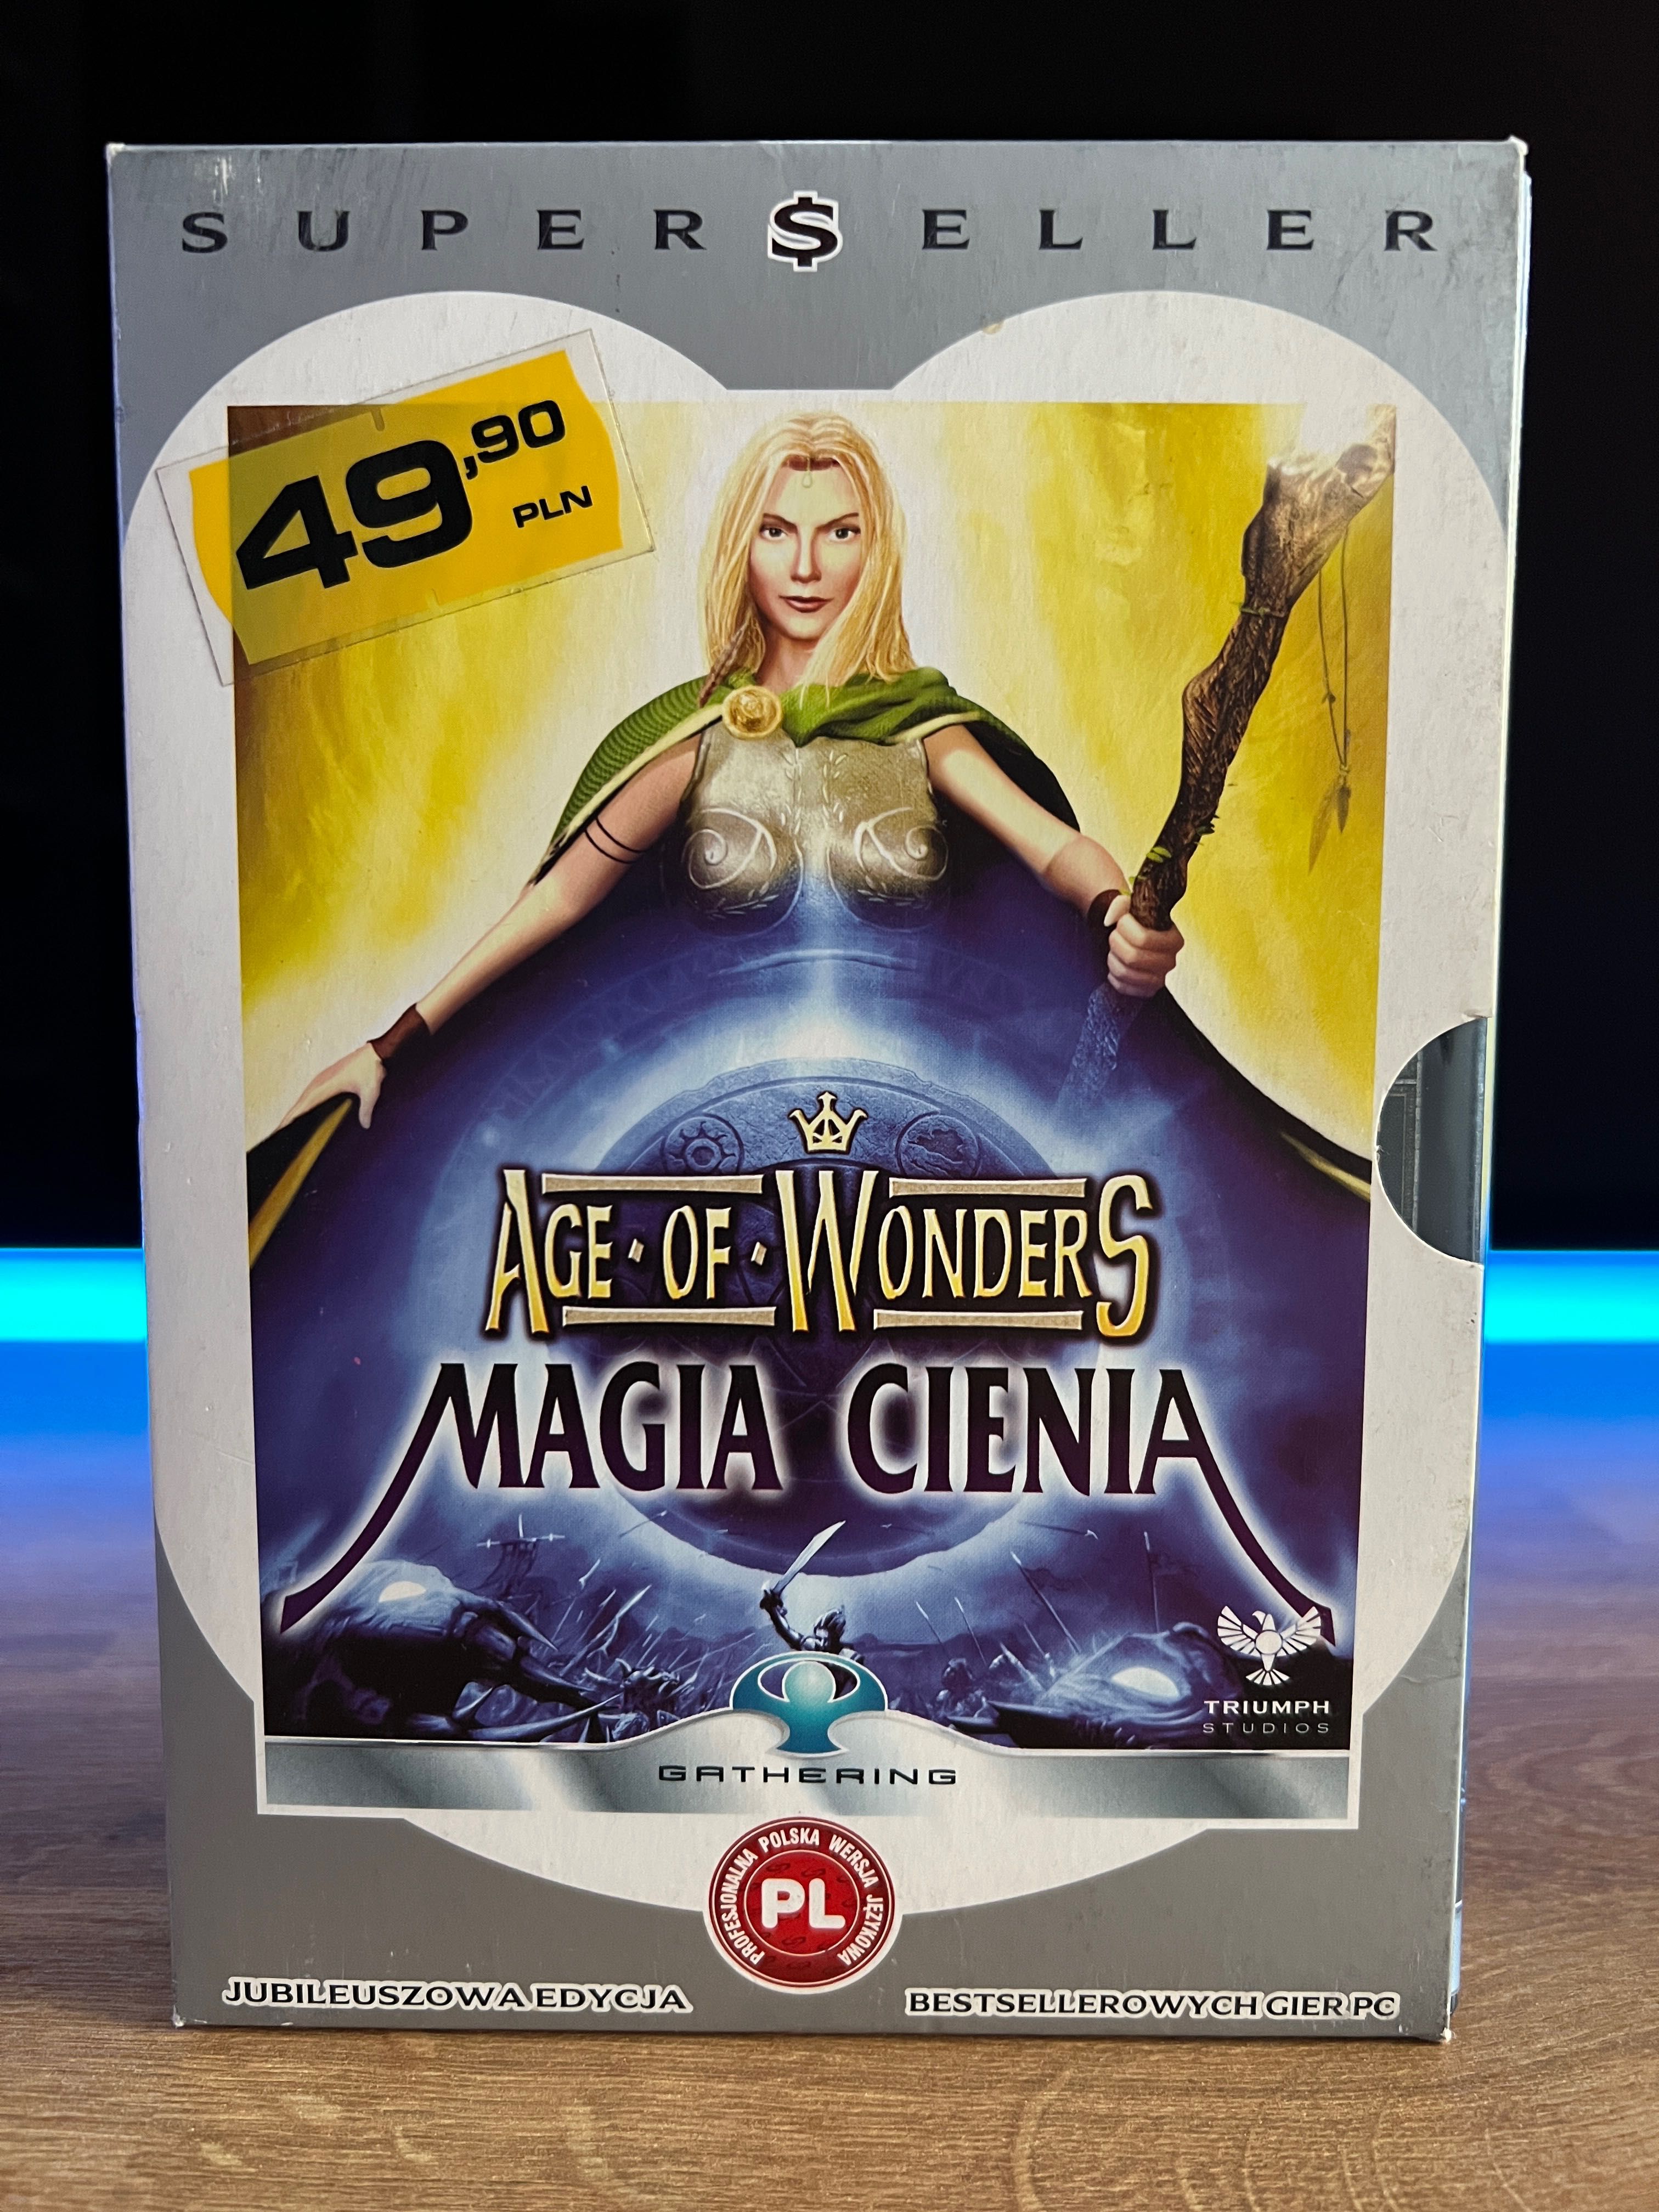 SUPER$ELLER
49,90
PLN
AGE · OF · WONDERS
MAGIA CIENIA
TRIUMPH
STUDIOS
GATHERING
PROFESJONALNA POLSKA WERSJA JĘZYKOWA
PL
JUBILEUSZOWA EDYCJA
BESTSELLEROWYCH GIER PC